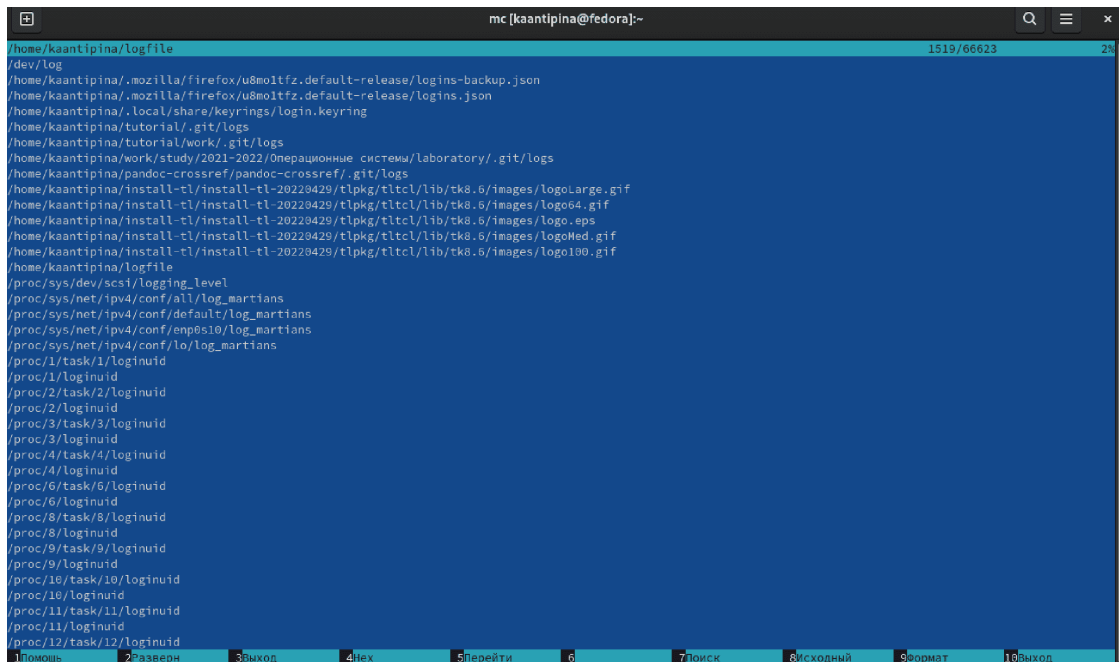 mc [kaantipina@fedora]:~
/home/kaantipina/logfile 1519/66623 2%
/dev/log
/home/kaantipina/.mozilla/firefox/u8mo1tfz.default-release/logins-backup.json
/home/kaantipina/.mozilla/firefox/u8mo1tfz.default-release/logins.json
/home/kaantipina/.local/share/keyrings/login.keyring
/home/kaantipina/tutorial/.git/logs
/home/kaantipina/tutorial/work/.git/logs
/home/kaantipina/work/study/2021-2022/Операционные системы/laboratory/.git/logs
/home/kaantipina/pandoc-crossref/pandoc-crossref/.git/logs
/home/kaantipina/install-tl/install-tl-20220429/tlpkg/tltcl/lib/tk8.6/images/logoLarge.gif
/home/kaantipina/install-tl/install-tl-20220429/tlpkg/tltcl/lib/tk8.6/images/logo64.gif
/home/kaantipina/install-tl/install-tl-20220429/tlpkg/tltcl/lib/tk8.6/images/logo.eps
/home/kaantipina/install-tl/install-tl-20220429/tlpkg/tltcl/lib/tk8.6/images/logoMed.gif
/home/kaantipina/install-tl/install-tl-20220429/tlpkg/tltcl/lib/tk8.6/images/logo100.gif
/home/kaantipina/logfile
/proc/sys/dev/scsi/logging_level
/proc/sys/net/ipv4/conf/all/log_martians
/proc/sys/net/ipv4/conf/default/log_martians
/proc/sys/net/ipv4/conf/enp0s10/log_martians
/proc/sys/net/ipv4/conf/lo/log_martians
/proc/1/task/1/loginuid
/proc/1/loginuid
/proc/2/task/2/loginuid
/proc/2/loginuid
/proc/3/task/3/loginuid
/proc/3/loginuid
/proc/4/task/4/loginuid
/proc/4/loginuid
/proc/6/task/6/loginuid
/proc/6/loginuid
/proc/8/task/8/loginuid
/proc/8/loginuid
/proc/9/task/9/loginuid
/proc/9/loginuid
/proc/10/task/10/loginuid
/proc/10/loginuid
/proc/11/task/11/loginuid
/proc/11/loginuid
/proc/12/task/12/loginuid
1Помощь 2Разверн 3Выход 4Hex 5Перейти 6 7Поиск 8Исходный 9Формат 10Выход